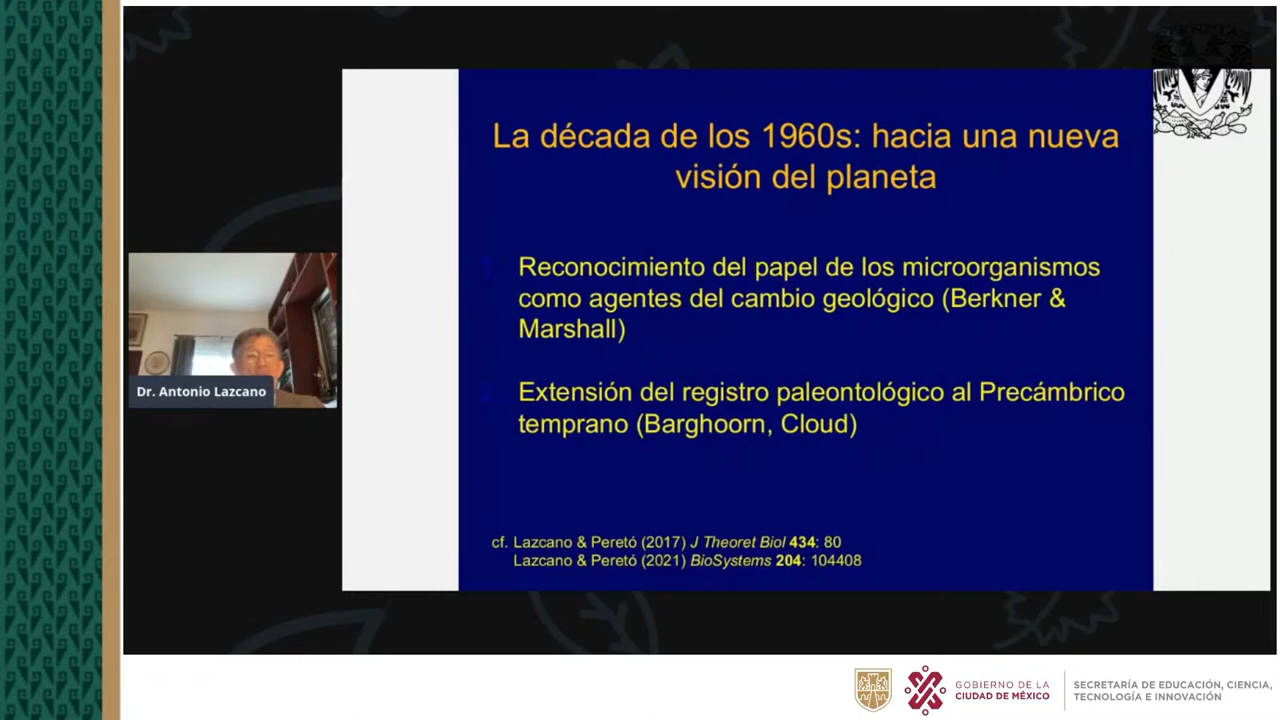 La década de los 1960s: hacia una nueva
visión del planeta
1
Reconocimiento del papel de los microorganismos
como agentes del cambio geológico (Berkner &
Marshall)
2
Extensión del registro paleontológico al Precámbrico
temprano (Barghoorn, Cloud)
cf. Lazcano & Peretó (2017) J Theoret Biol 434: 80
Lazcano & Peretó (2021) BioSystems 204: 104408
Dr. Antonio Lazcano
GOBIERNO DE LA
CIUDAD DE MÉXICO
SECRETARÍA DE EDUCACIÓN, CIENCIA,
TECNOLOGÍA E INNOVACIÓN